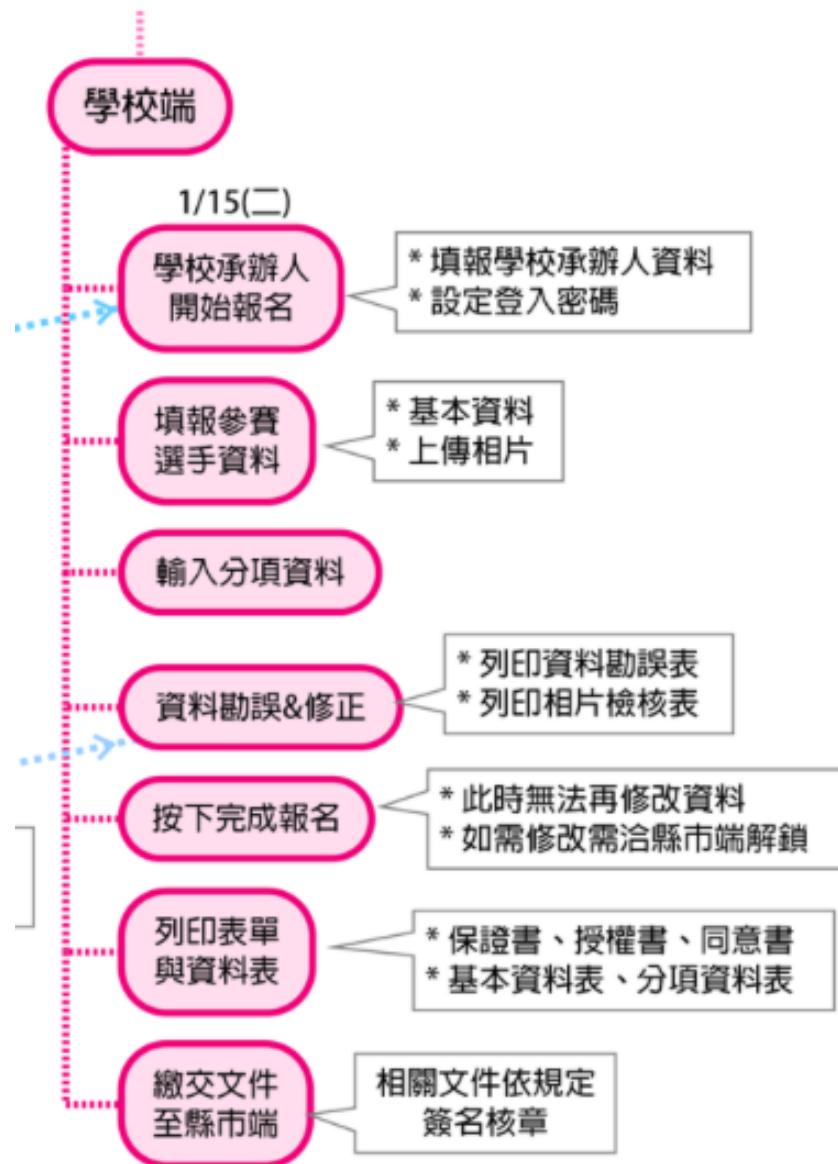 學校端
1/15(二)
學校承辦人
開始報名
* 填報學校承辦人資料
* 設定登入密碼
填報參賽
選手資料
* 基本資料
* 上傳相片
輸入分項資料
資料勘誤&修正
* 列印資料勘誤表
* 列印相片檢核表
按下完成報名
* 此時無法再修改資料
* 如需修改需洽縣市端解鎖
列印表單
與資料表
* 保證書、授權書、同意書
* 基本資料表、分項資料表
繳交文件
至縣市端
相關文件依規定
簽名核章